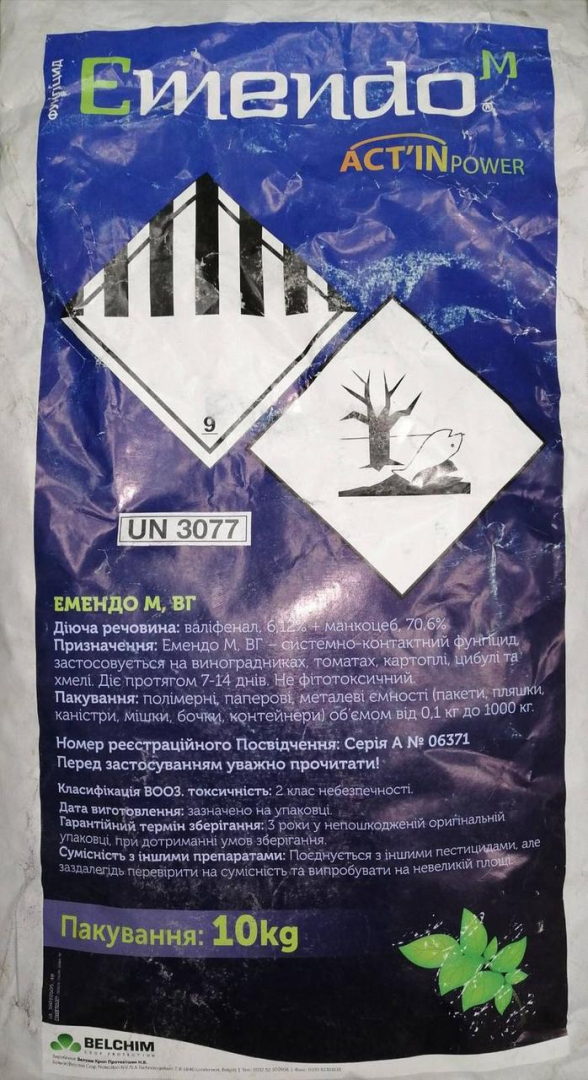 ФУНГІЦИД
Emendo M
®
ACT'IN POWER
9
UN 3077
ЕМЕНДО М, ВГ
Діюча речовина: валіфенал, 6,12% + манкоцеб, 70,6%
Призначення: Емендо М, ВГ – системно-контактний фунгіцид,
застосовується на виноградниках, томатах, картоплі, цибулі та
хмелі. Діє протягом 7-14 днів. Не фітотоксичний.
Пакування: полімерні, паперові, металеві ємності (пакети, пляшки,
каністри, мішки, бочки, контейнери) об'ємом від 0,1 кг до 1000 кг.
Номер реєстраційного Посвідчення: Серія А № 06371
Перед застосуванням уважно прочитати!
Класифікація ВООЗ. токсичність: 2 клас небезпечності.
Дата виготовлення: зазначено на упаковці.
Гарантійний термін зберігання: 3 роки у непошкодженій оригінальній
упаковці, при дотриманні умов зберігання.
Сумісність з іншими препаратами: Поєднується з іншими пестицидами, але
заздалегідь перевірити на сумісність та випробувати на невеликій площі.
Пакування: 10kg
BELCHIM
CROP PROTECTION